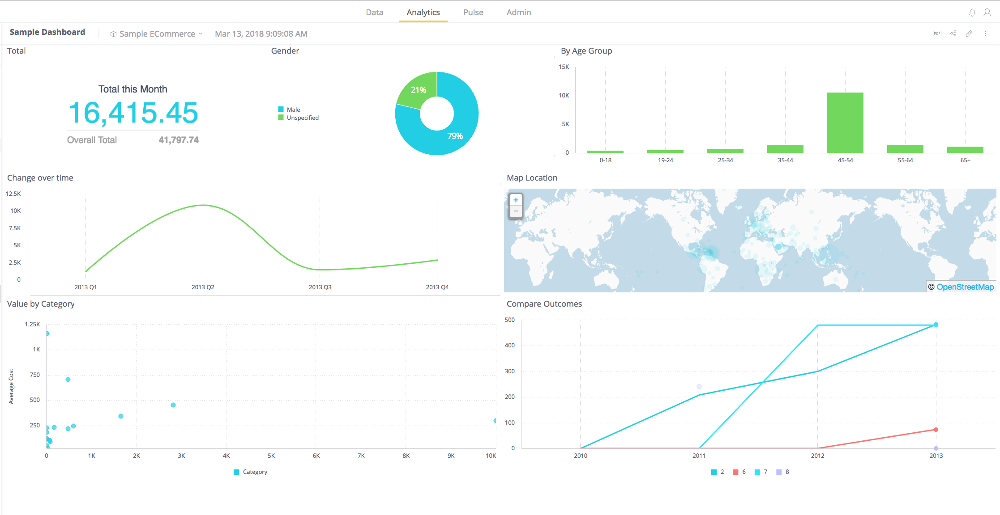 Data Analytics Pulse Admin
Sample Dashboard Sample ECommerce Mar 13, 2018 9:09:08 AM PDF
Total
Total this Month
16,415.45
Overall Total 41,797.74
Gender
Male
Unspecified
21%
79%
By Age Group
15K
10K
5K
0
0-18 19-24 25-34 35-44 45-54 55-64 65+
Change over time
12.5K
10K
7.5K
5K
2.5K
0
2013 Q1 2013 Q2 2013 Q3 2013 Q4
Map Location
+
−
© OpenStreetMap
Value by Category
Average Cost
1.25K
1K
750
500
250
0 1K 2K 3K 4K 5K 6K 7K 8K 9K 10K
Category
Compare Outcomes
500
400
300
200
100
0
2010 2011 2012 2013
2 6 7 8